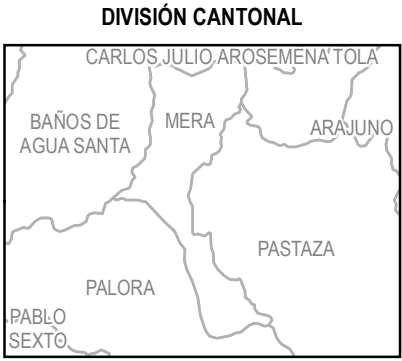 DIVISIÓN CANTONAL
CARLOS JULIO AROSEMENA TOLA
BAÑOS DE
AGUA SANTA
MERA
ARAJUNO
PASTAZA
PALORA
PABLO
SEXTO